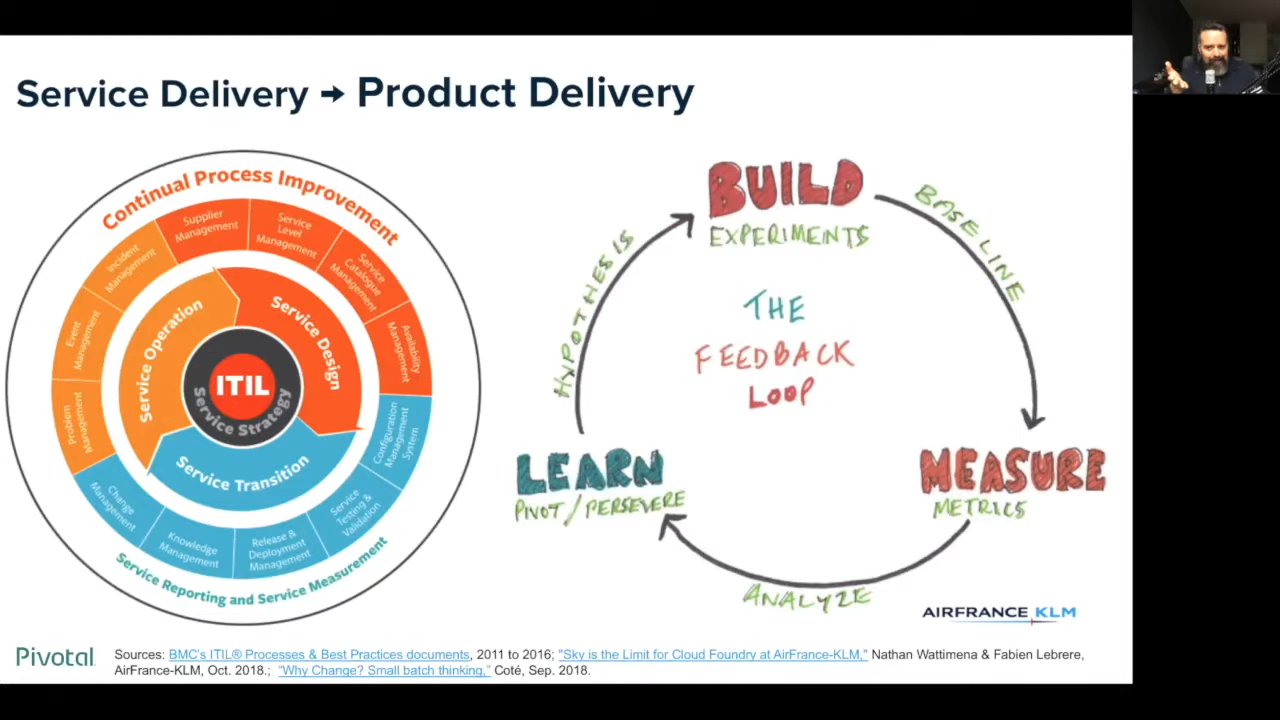 Service Delivery → Product Delivery
Continual Process Improvement
Supplier
Management
Service
Level
Management
Service
Catalogue
Management
Availability
Management
Configuration
Management
System
Service
Testing &
Validation
Release &
Deployment
Management
Knowledge
Management
Change
Management
Problem
Management
Event
Management
Incident
Management
Service Operation
Service Design
Service Transition
ITIL
Service Strategy
Service Reporting and Service Measurement
BUILD
EXPERIMENTS
BASELINE
HYPOTHESIS
THE
FEEDBACK
LOOP
LEARN
PIVOT/PERSEVERE
MEASURE
METRICS
ANALYZE
AIRFRANCE KLM
Pivotal
Sources: BMC's ITIL® Processes & Best Practices documents, 2011 to 2016; "Sky is the Limit for Cloud Foundry at AirFrance-KLM," Nathan Wattimena & Fabien Lebrere,
AirFrance-KLM, Oct. 2018.; "Why Change? Small batch thinking," Coté, Sep. 2018.